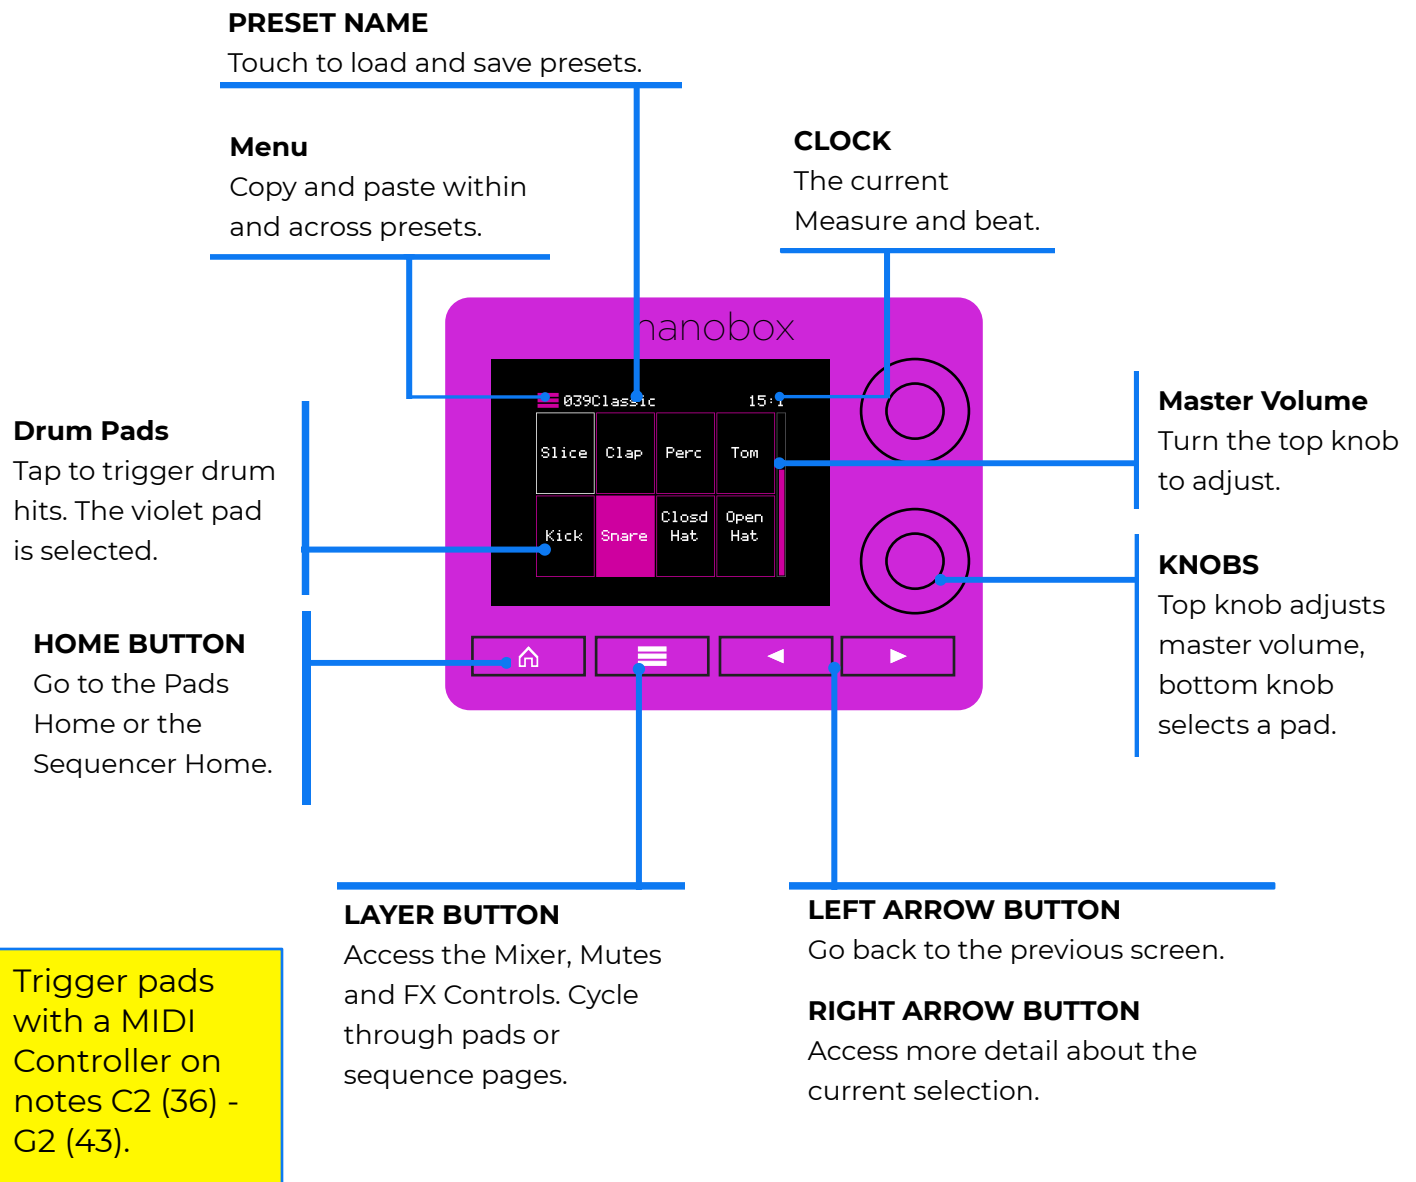 PRESET NAME
Touch to load and save presets.
Menu
Copy and paste within
and across presets.
CLOCK
The current
Measure and beat.
nanobox
039Classic 15:1
Slice Clap Perc Tom
Kick Snare Closd Hat Open Hat
Drum Pads
Tap to trigger drum
hits. The violet pad
is selected.
HOME BUTTON
Go to the Pads
Home or the
Sequencer Home.
Master Volume
Turn the top knob
to adjust.
KNOBS
Top knob adjusts
master volume,
bottom knob
selects a pad.
LAYER BUTTON
Access the Mixer, Mutes
and FX Controls. Cycle
through pads or
sequence pages.
LEFT ARROW BUTTON
Go back to the previous screen.
RIGHT ARROW BUTTON
Access more detail about the
current selection.
Trigger pads
with a MIDI
Controller on
notes C2 (36) -
G2 (43).